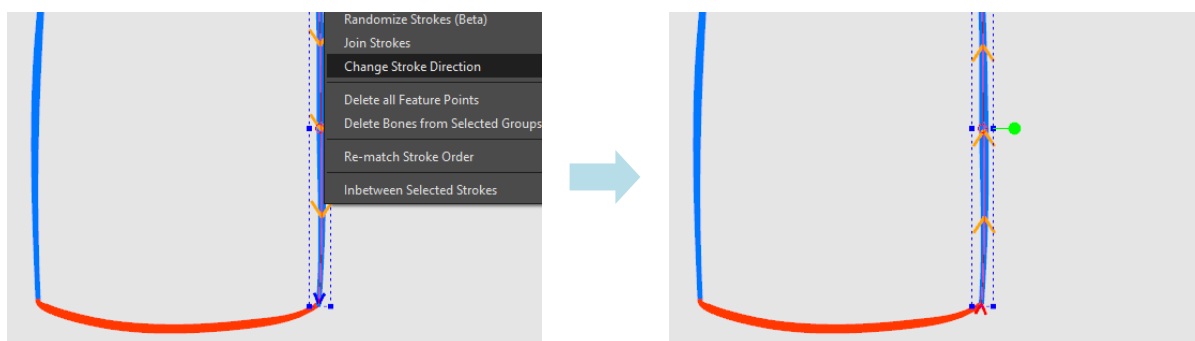 Randomize Strokes (Beta)
Join Strokes
Change Stroke Direction
Delete all Feature Points
Delete Bones from Selected Groups
Re-match Stroke Order
Inbetween Selected Strokes